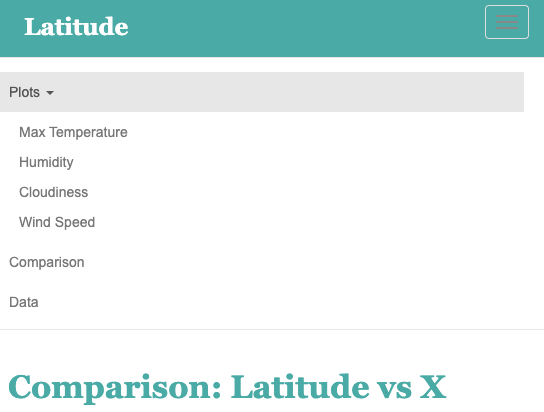 Latitude
Plots
Max Temperature
Humidity
Cloudiness
Wind Speed
Comparison
Data
Comparison: Latitude vs X